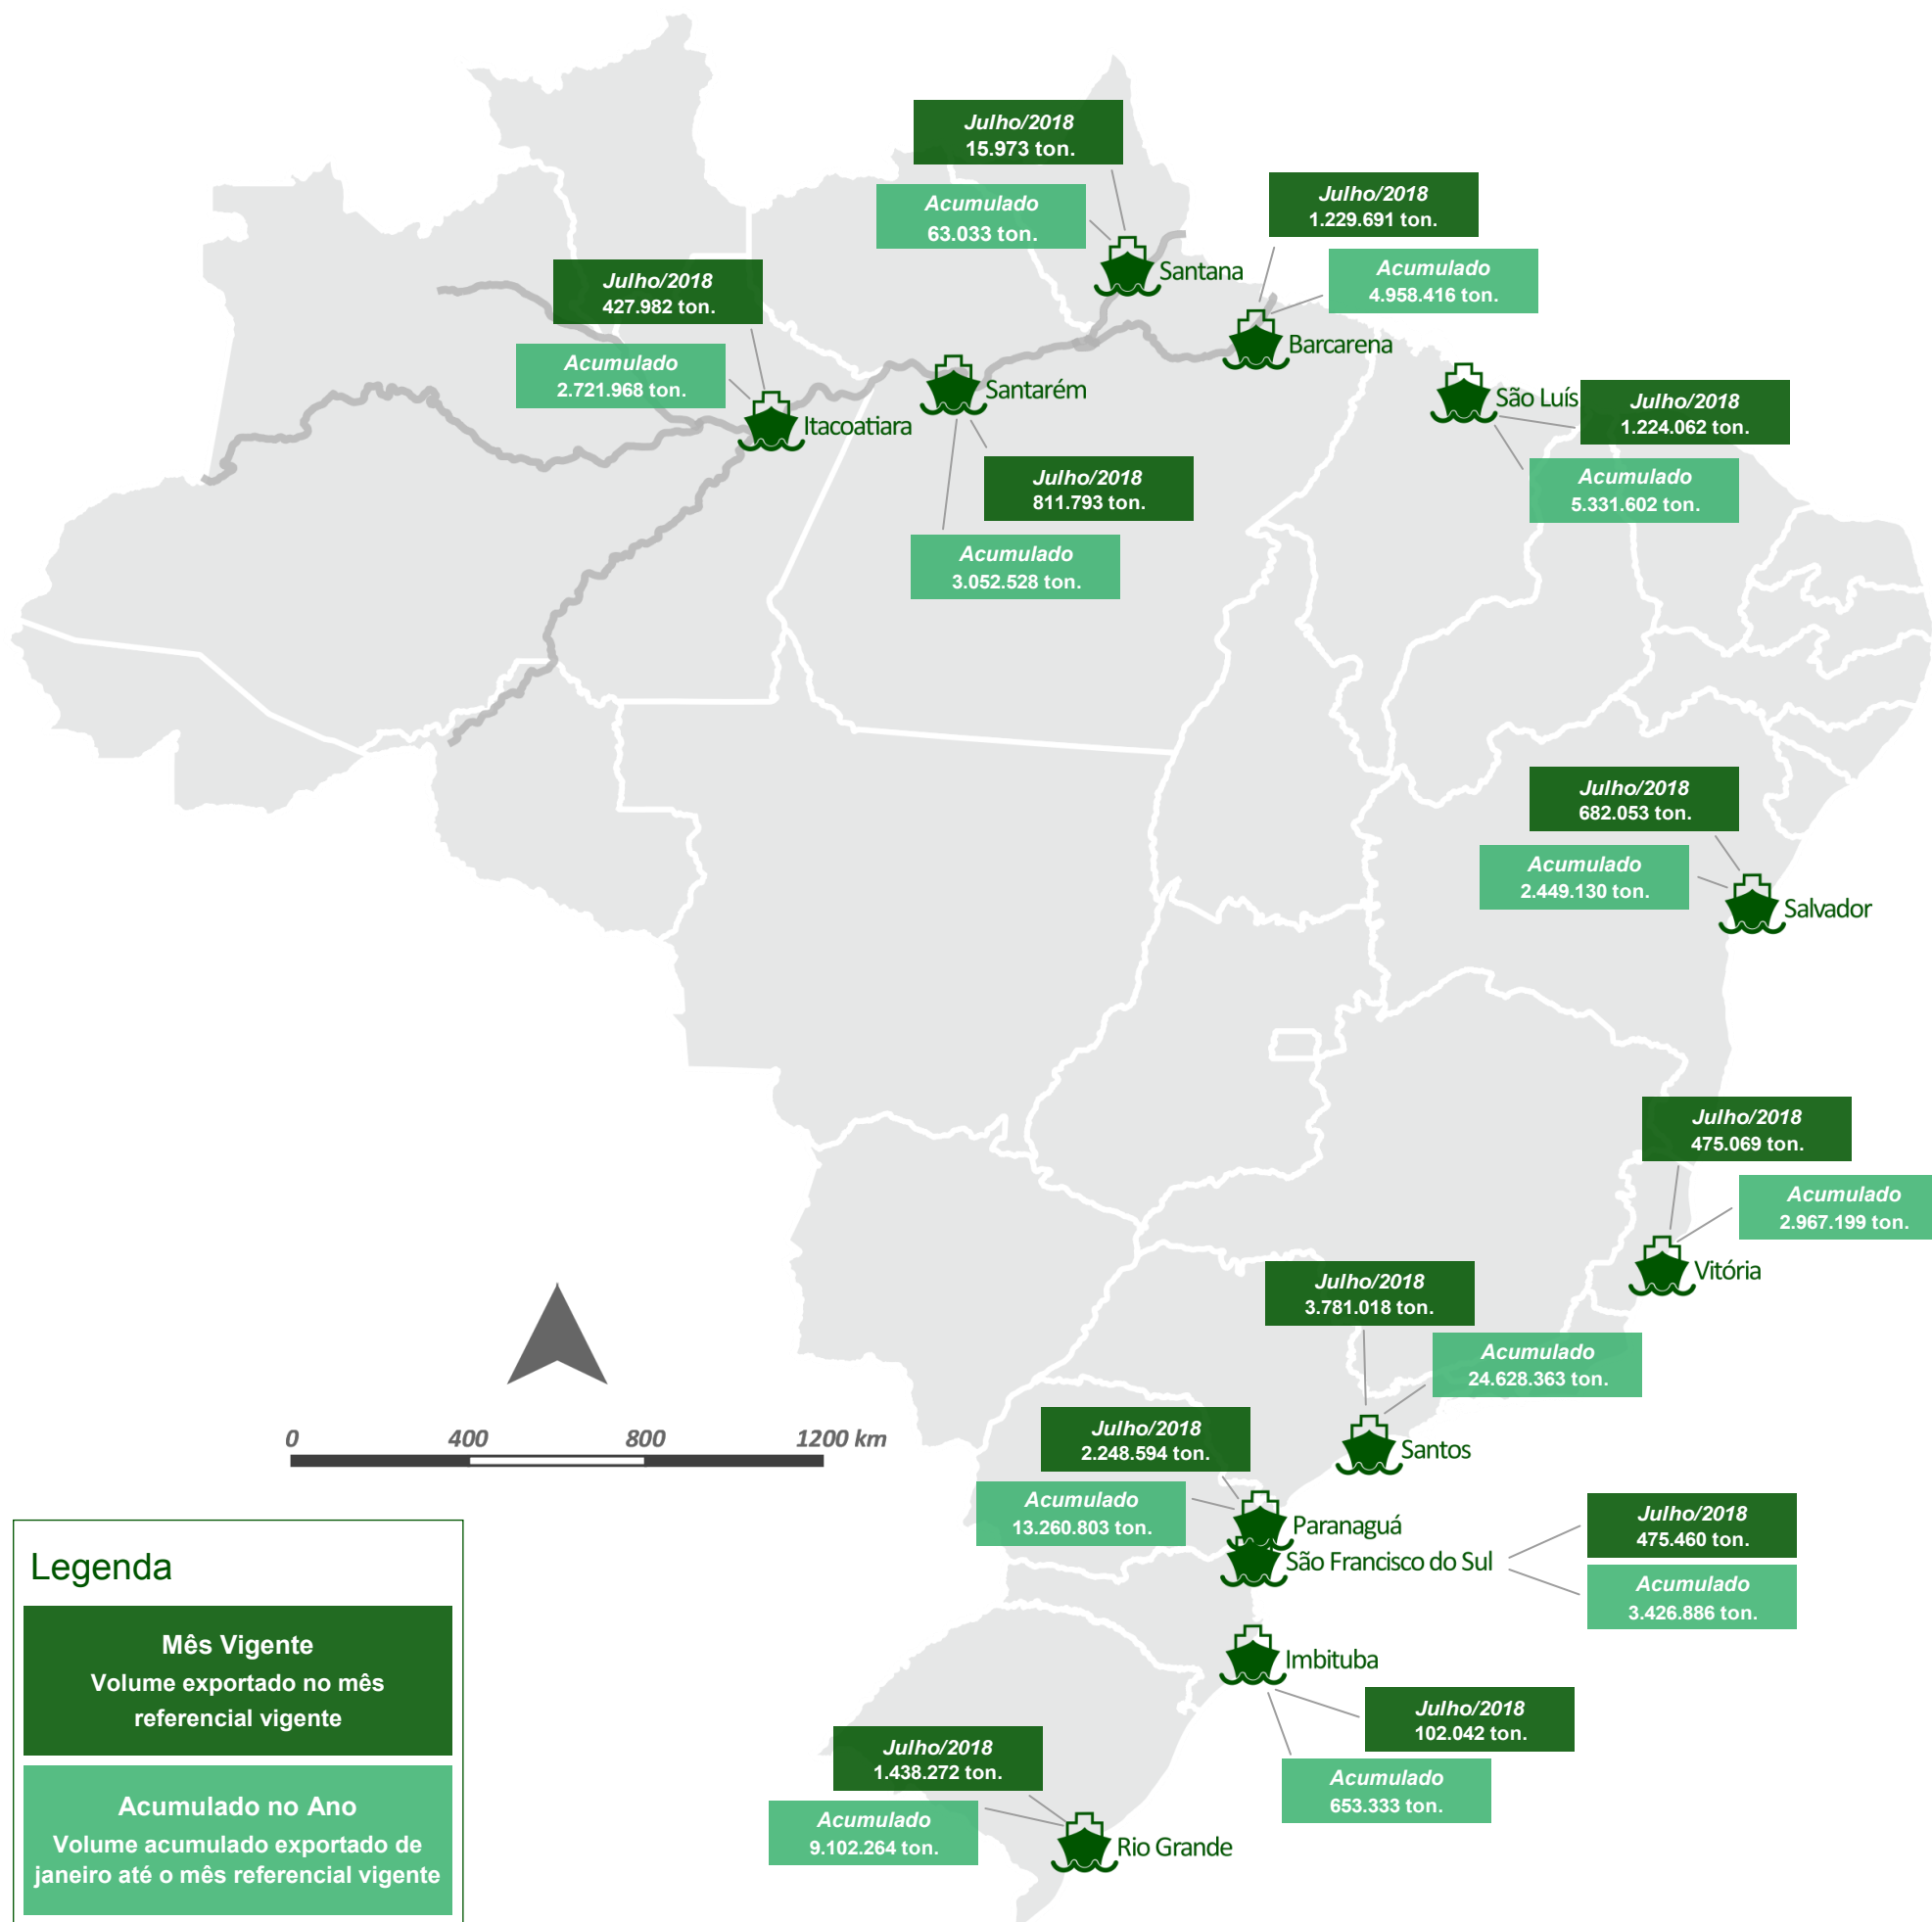 Julho/2018
15.973 ton.
Acumulado
63.033 ton.
Santana
Julho/2018
1.229.691 ton.
Acumulado
4.958.416 ton.
Barcarena
Julho/2018
427.982 ton.
Acumulado
2.721.968 ton.
Itacoatiara
Santarém
Julho/2018
811.793 ton.
Acumulado
3.052.528 ton.
São Luís
Julho/2018
1.224.062 ton.
Acumulado
5.331.602 ton.
Julho/2018
682.053 ton.
Acumulado
2.449.130 ton.
Salvador
Julho/2018
475.069 ton.
Acumulado
2.967.199 ton.
Vitória
Julho/2018
3.781.018 ton.
Acumulado
24.628.363 ton.
Santos
Julho/2018
2.248.594 ton.
Acumulado
13.260.803 ton.
Paranaguá
São Francisco do Sul
Julho/2018
475.460 ton.
Acumulado
3.426.886 ton.
Imbituba
Julho/2018
102.042 ton.
Acumulado
653.333 ton.
Julho/2018
1.438.272 ton.
Acumulado
9.102.264 ton.
Rio Grande
0 400 800 1200 km
Legenda
Mês Vigente
Volume exportado no mês
referencial vigente
Acumulado no Ano
Volume acumulado exportado de
janeiro até o mês referencial vigente